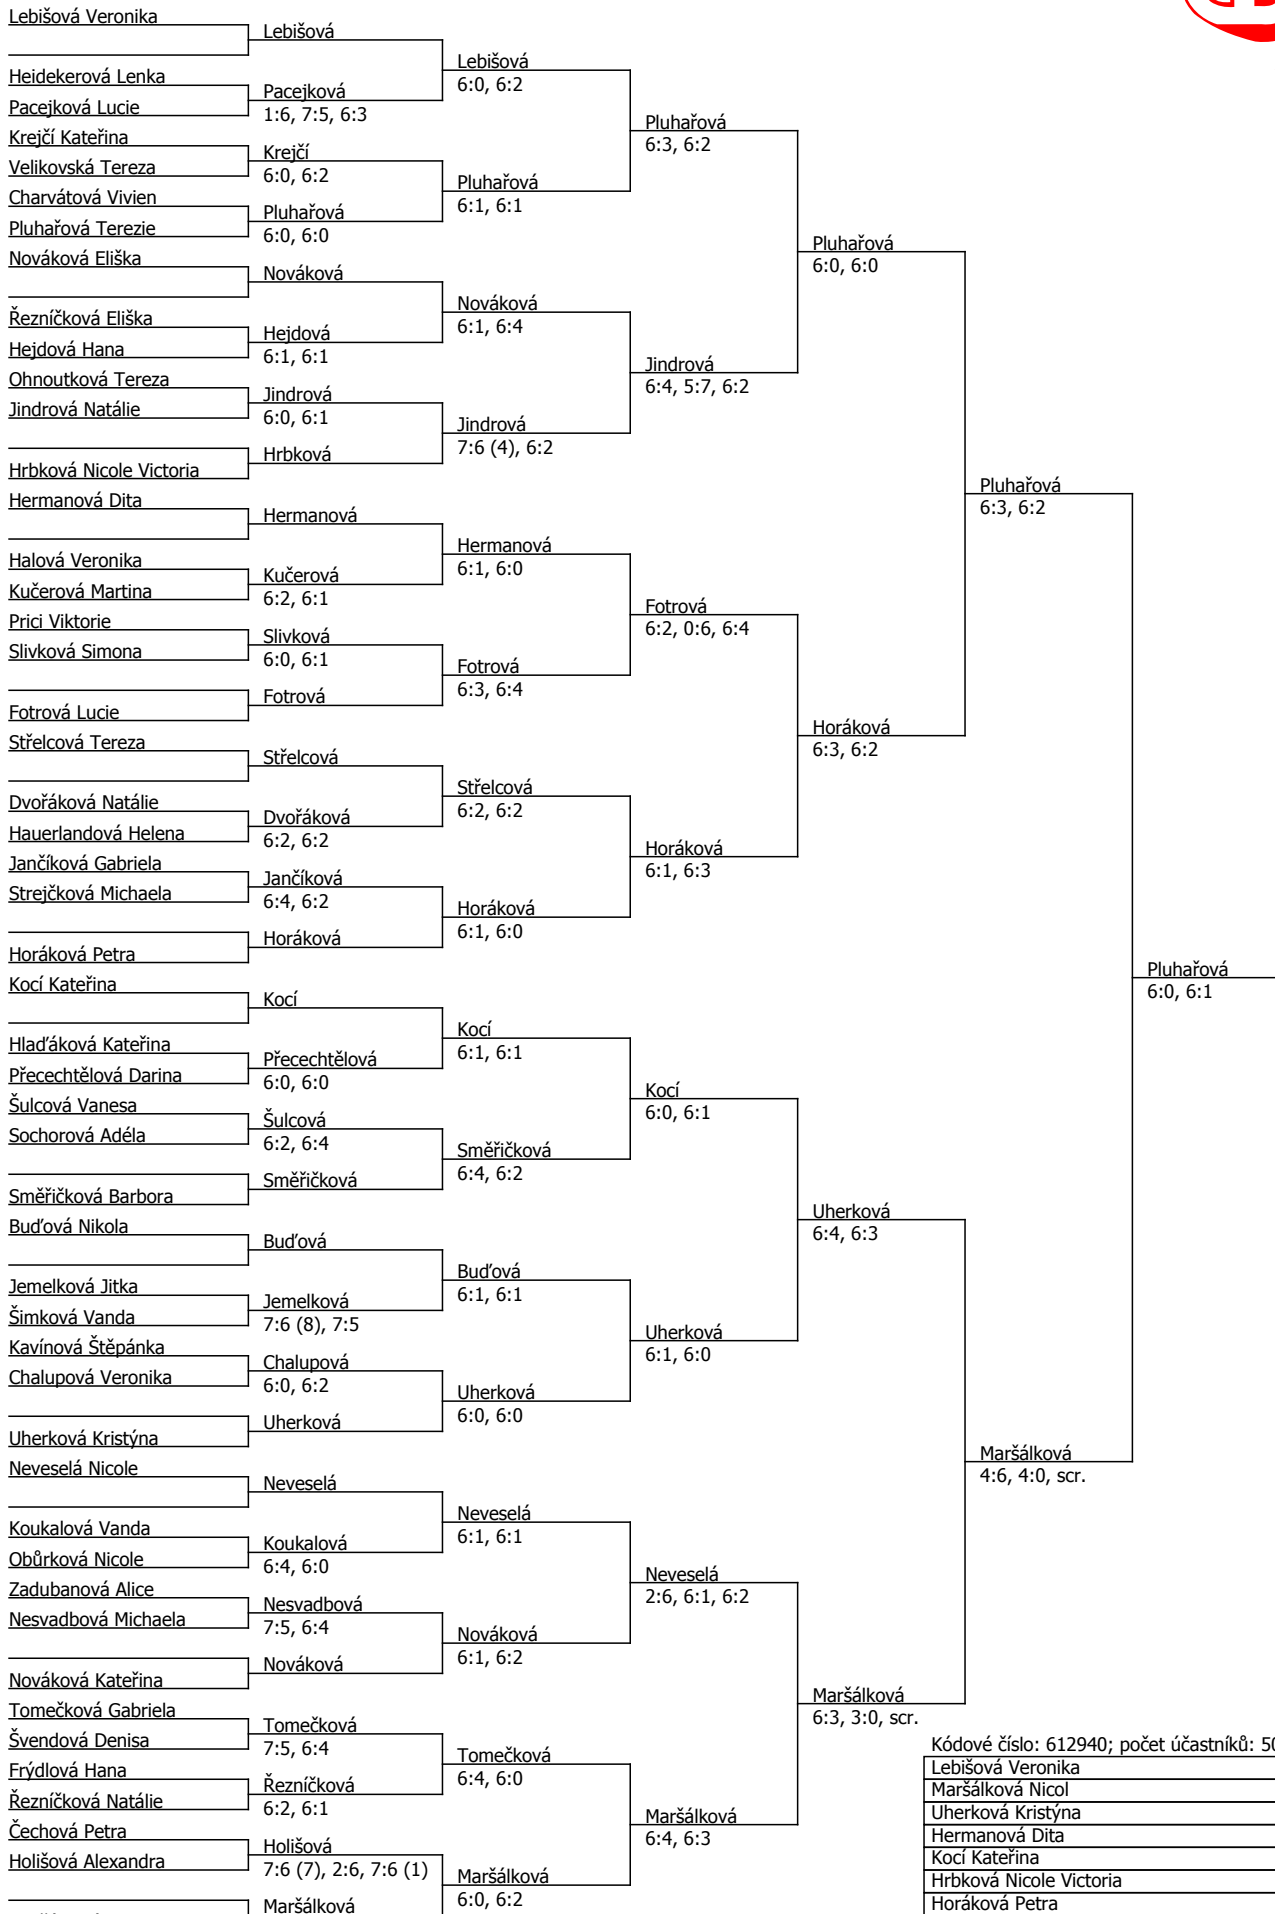 Lebišová Veronika
Heidekerová Lenka
Pacejková Lucie
Krejčí Kateřina
Velikovská Tereza
Charvátová Vivien
Pluhařová Terezie
Nováková Eliška
Řezníčková Eliška
Hejdová Hana
Ohnoutková Tereza
Jindrová Natálie
Hrbková Nicole Victoria
Hermanová Dita
Halová Veronika
Kučerová Martina
Prici Viktorie
Slivková Simona
Fotrová Lucie
Střelcová Tereza
Dvořáková Natálie
Hauerlandová Helena
Jančíková Gabriela
Strejčková Michaela
Horáková Petra
Kocí Kateřina
Hlaďáková Kateřina
Přecechtělová Darina
Šulcová Vanesa
Sochorová Adéla
Směřičková Barbora
Buďová Nikola
Jemelková Jitka
Šimková Vanda
Kavínová Štěpánka
Chalupová Veronika
Uherková Kristýna
Neveselá Nicole
Koukalová Vanda
Obůrková Nicole
Zadubanová Alice
Nesvadbová Michaela
Nováková Kateřina
Tomečková Gabriela
Švendová Denisa
Frýdlová Hana
Řezníčková Natálie
Čechová Petra
Holišová Alexandra
Lebišová
Pacejková
1:6, 7:5, 6:3
Krejčí
6:0, 6:2
Pluhařová
6:0, 6:0
Nováková
Hejdová
6:1, 6:1
Jindrová
6:0, 6:1
Hrbková
Hermanová
Kučerová
6:2, 6:1
Slivková
6:0, 6:1
Fotrová
Střelcová
Dvořáková
6:2, 6:2
Jančíková
6:4, 6:2
Horáková
Kocí
Přecechtělová
6:0, 6:0
Šulcová
6:2, 6:4
Směřičková
Buďová
Jemelková
7:6 (8), 7:5
Chalupová
6:0, 6:2
Uherková
Neveselá
Koukalová
6:4, 6:0
Nesvadbová
7:5, 6:4
Nováková
Tomečková
7:5, 6:4
Řezníčková
6:2, 6:1
Holišová
7:6 (7), 2:6, 7:6 (1)
Maršálková
Lebišová
6:0, 6:2
Pluhařová
6:1, 6:1
Nováková
6:1, 6:4
Jindrová
7:6 (4), 6:2
Hermanová
6:1, 6:0
Fotrová
6:3, 6:4
Střelcová
6:2, 6:2
Horáková
6:1, 6:0
Kocí
6:1, 6:1
Směřičková
6:4, 6:2
Buďová
6:1, 6:1
Uherková
6:0, 6:0
Neveselá
6:1, 6:1
Nováková
6:1, 6:2
Tomečková
6:4, 6:0
Maršálková
6:0, 6:2
Pluhařová
6:3, 6:2
Jindrová
6:4, 5:7, 6:2
Fotrová
6:2, 0:6, 6:4
Horáková
6:1, 6:3
Kocí
6:0, 6:1
Uherková
6:1, 6:0
Neveselá
2:6, 6:1, 6:2
Maršálková
6:4, 6:3
Pluhařová
6:0, 6:0
Horáková
6:3, 6:2
Uherková
6:4, 6:3
Maršálková
6:3, 3:0, scr.
Pluhařová
6:3, 6:2
Maršálková
4:6, 4:0, scr.
Pluhařová
6:0, 6:1
Kódové číslo: 612940; počet účastníků: 50
Lebišová Veronika
Maršálková Nicol
Uherková Kristýna
Hermanová Dita
Kocí Kateřina
Hrbková Nicole Victoria
Horáková Petra